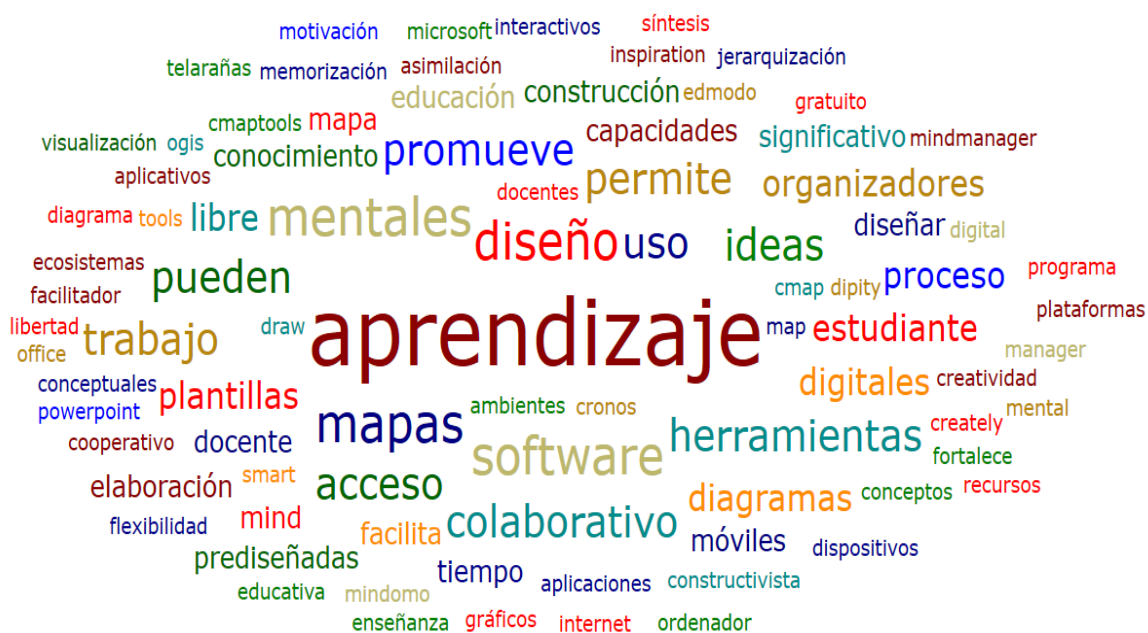 motivación microsoft interactivos síntesis
telarañas memorización asimilación inspiration jerarquización
educación construcción edmodo gratuito
visualización ogis cmaptools mapa capacidades significativo mindmanager
aplicativos conocimiento promueve docentes permite organizadores
diagrama tools libre mentales diseño uso ideas diseñar digital
ecosistemas pueden cmap dipity proceso programa
facilitador plataformas
libertad trabajo draw aprendizaje map estudiante
office manager
conceptuales plantillas digitales creatividad
powerpoint mapas ambientes cronos mental
cooperativo docente software herramientas creately
elaboración smart acceso fortalece
diagramas conceptos recursos
flexibilidad mind facilita colaborativo móviles dispositivos
prediseñadas tiempo aplicaciones constructivista
educativa mindomo
enseñanza gráficos internet ordenador